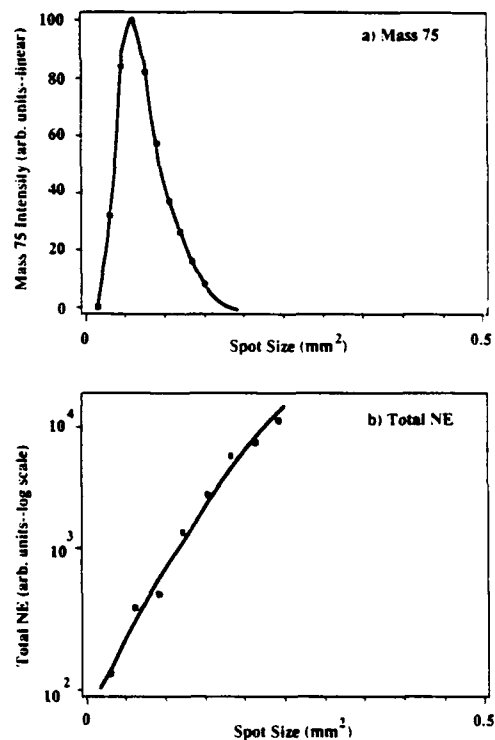 a) Mass 75
Mass 75 Intensity (arb. units--linear)
100
80
60
40
20
0
0
0.5
Spot Size (mm2)
b) Total NE
Total NE (arb. units--log scale)
10^4
10^3
10^2
0
0.5
Spot Size (mm2)